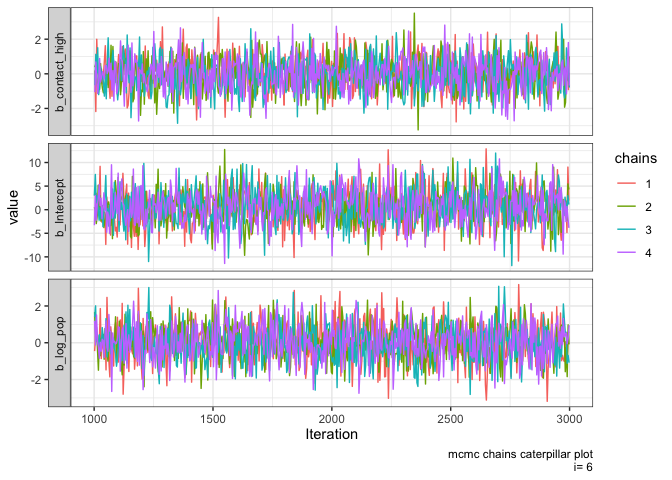 b_contact_high
2
0
-2
b_Intercept
10
5
0
-5
-10
b_log_pop
2
0
-2
value
1000
1500
2000
2500
3000
Iteration
chains
1
2
3
4
mcmc chains caterpillar plot
i= 6